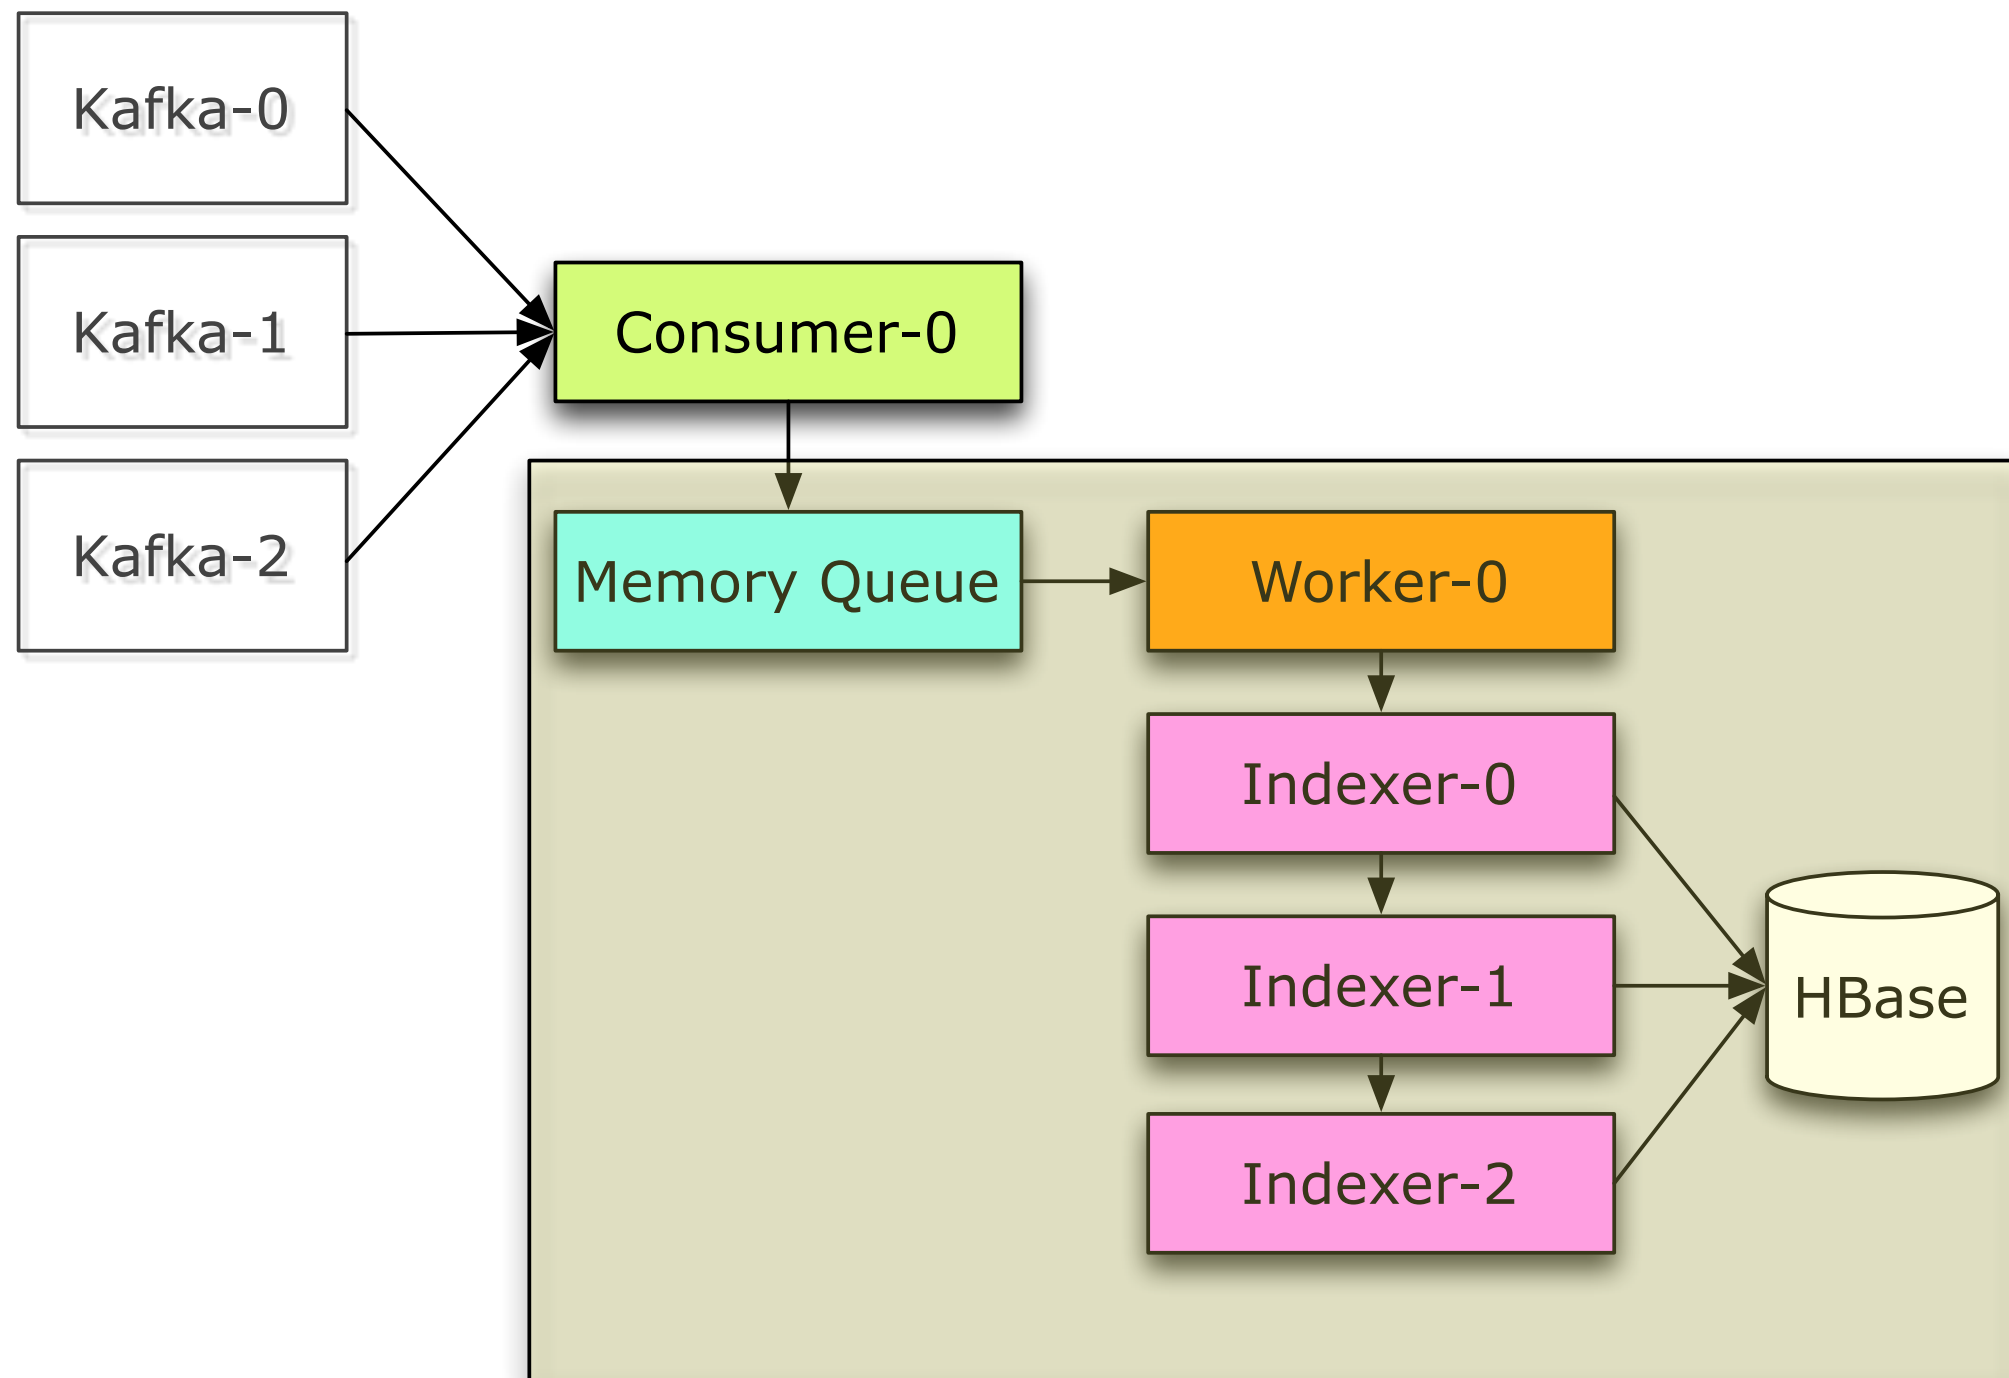 Kafka-0
Kafka-1
Consumer-0
Kafka-2
Memory Queue
Worker-0
Indexer-0
Indexer-1
HBase
Indexer-2